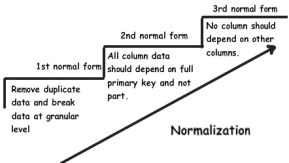 3rd normal form
No column should
depend on other
columns.
2nd normal form
All column data
should depend on full
primary key and not
part.
1st normal form
Remove duplicate
data and break
data at granular
level
Normalization